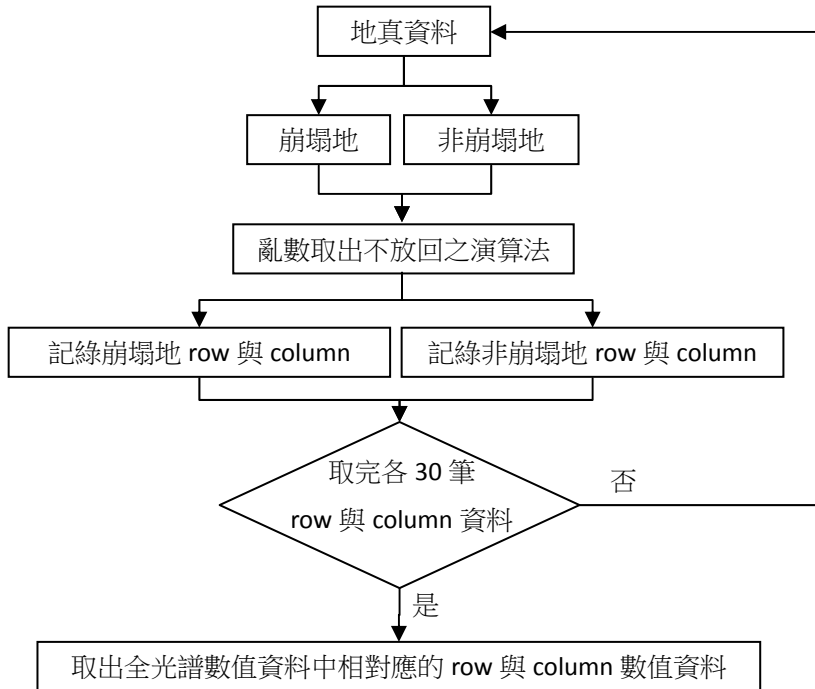 地真資料
崩塌地
非崩塌地
亂數取出不放回之演算法
記綠崩塌地 row 與 column
記綠非崩塌地 row 與 column
取完各 30 筆
row 與 column 資料
否
是
取出全光譜數值資料中相對應的 row 與 column 數值資料